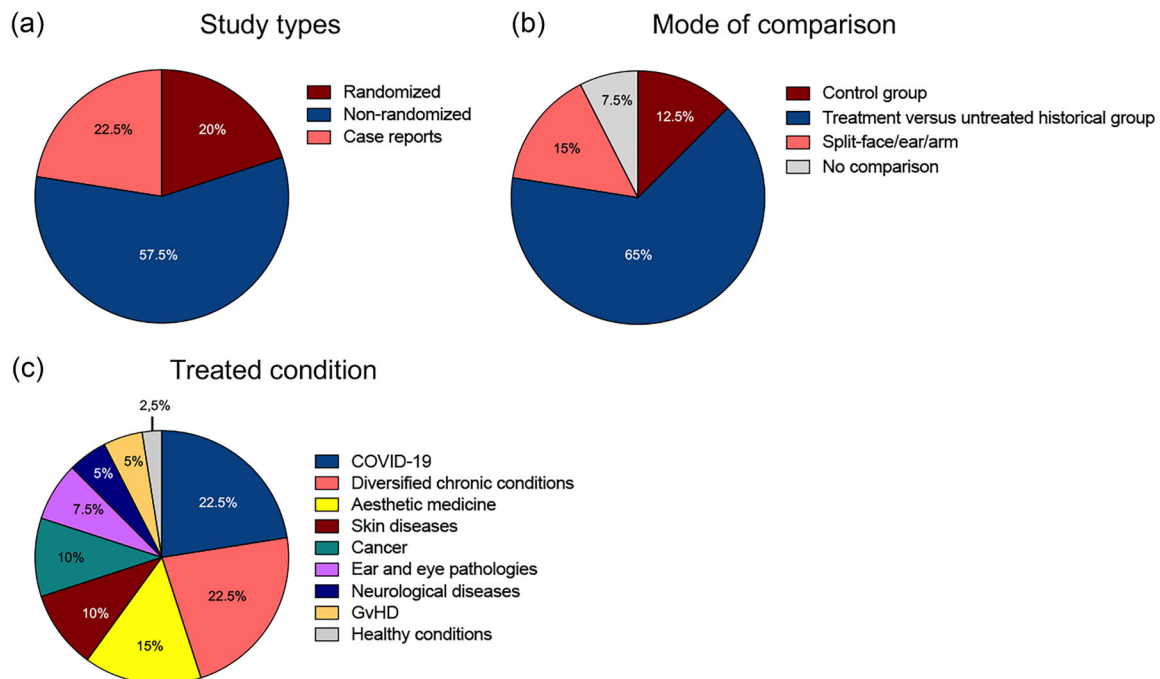 (a)
Study types
22.5%
20%
57.5%
Randomized
Non-randomized
Case reports
(b)
Mode of comparison
7.5%
12.5%
15%
65%
Control group
Treatment versus untreated historical group
Split-face/ear/arm
No comparison
(c)
Treated condition
2,5%
5%
5%
22.5%
7.5%
10%
22.5%
10%
15%
COVID-19
Diversified chronic conditions
Aesthetic medicine
Skin diseases
Cancer
Ear and eye pathologies
Neurological diseases
GvHD
Healthy conditions